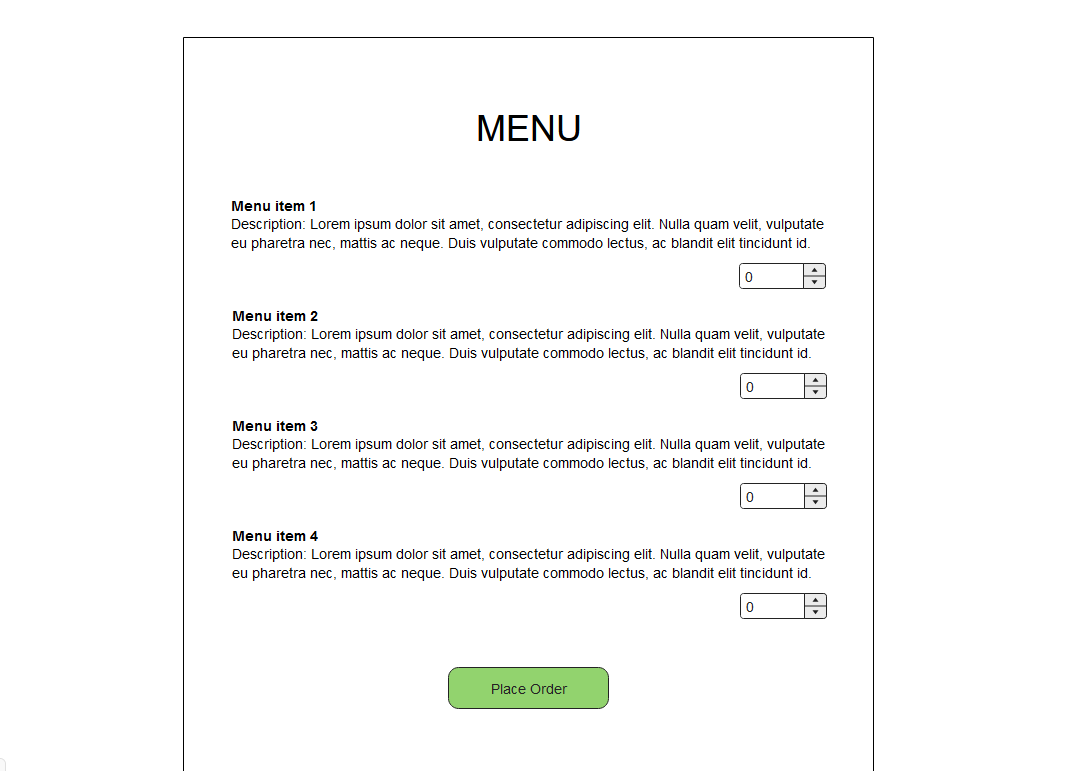 MENU
Menu item 1
Description: Lorem ipsum dolor sit amet, consectetur adipiscing elit. Nulla quam velit, vulputate
eu pharetra nec, mattis ac neque. Duis vulputate commodo lectus, ac blandit elit tincidunt id.
0
Menu item 2
Description: Lorem ipsum dolor sit amet, consectetur adipiscing elit. Nulla quam velit, vulputate
eu pharetra nec, mattis ac neque. Duis vulputate commodo lectus, ac blandit elit tincidunt id.
0
Menu item 3
Description: Lorem ipsum dolor sit amet, consectetur adipiscing elit. Nulla quam velit, vulputate
eu pharetra nec, mattis ac neque. Duis vulputate commodo lectus, ac blandit elit tincidunt id.
0
Menu item 4
Description: Lorem ipsum dolor sit amet, consectetur adipiscing elit. Nulla quam velit, vulputate
eu pharetra nec, mattis ac neque. Duis vulputate commodo lectus, ac blandit elit tincidunt id.
0
Place Order